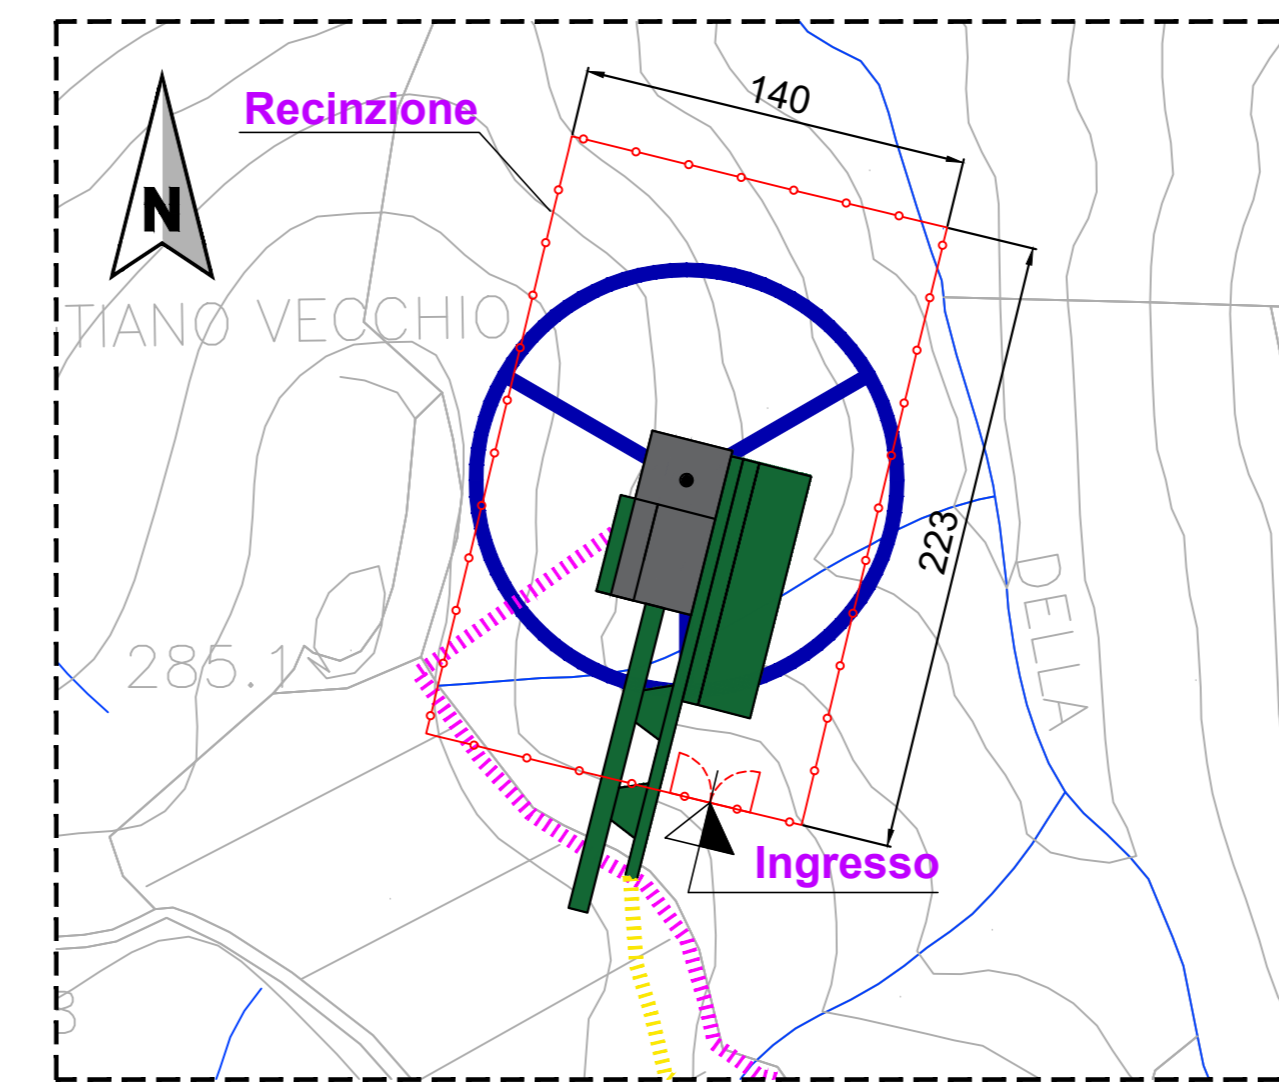 140
Recinzione
N
TIANO VECCHIO
223
DELLA
285.1
Ingresso